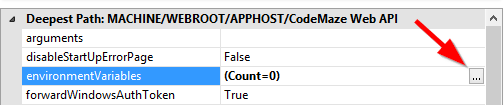 Deepest Path: MACHINE/WEBROOT/APPHOST/CodeMaze Web API
arguments
disableStartUpErrorPage False
environmentVariables (Count=0) ...
forwardWindowsAuthToken True